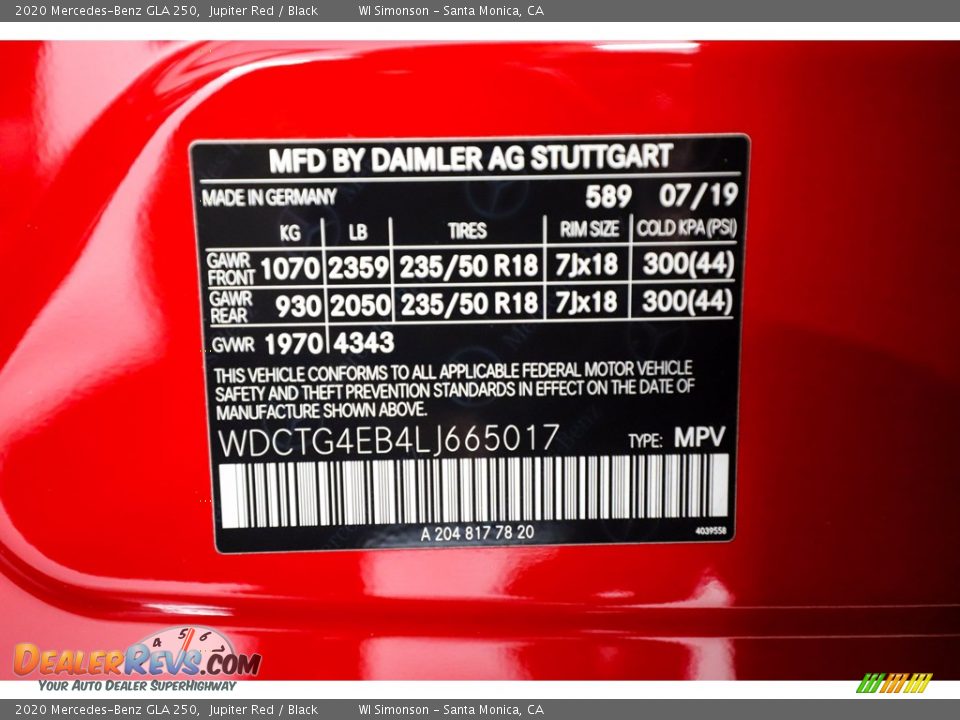 2020 Mercedes-Benz GLA 250, Jupiter Red / Black WI Simonson - Santa Monica, CA
MFD BY DAIMLER AG STUTTGART
MADE IN GERMANY 589 07/19
KG LB TIRES RIM SIZE COLD KPA (PSI)
GAWR FRONT 1070 2359 235/50 R18 7Jx18 300(44)
GAWR REAR 930 2050 235/50 R18 7Jx18 300(44)
GVWR 1970 4343
THIS VEHICLE CONFORMS TO ALL APPLICABLE FEDERAL MOTOR VEHICLE
SAFETY AND THEFT PREVENTION STANDARDS IN EFFECT ON THE DATE OF
MANUFACTURE SHOWN ABOVE.
WDCTG4EB4LJ665017 TYPE: MPV
A 204 817 78 20 4039558
4 5 6
DealerRevs.com
Your Auto Dealer SuperHighway
2020 Mercedes-Benz GLA 250, Jupiter Red / Black WI Simonson - Santa Monica, CA